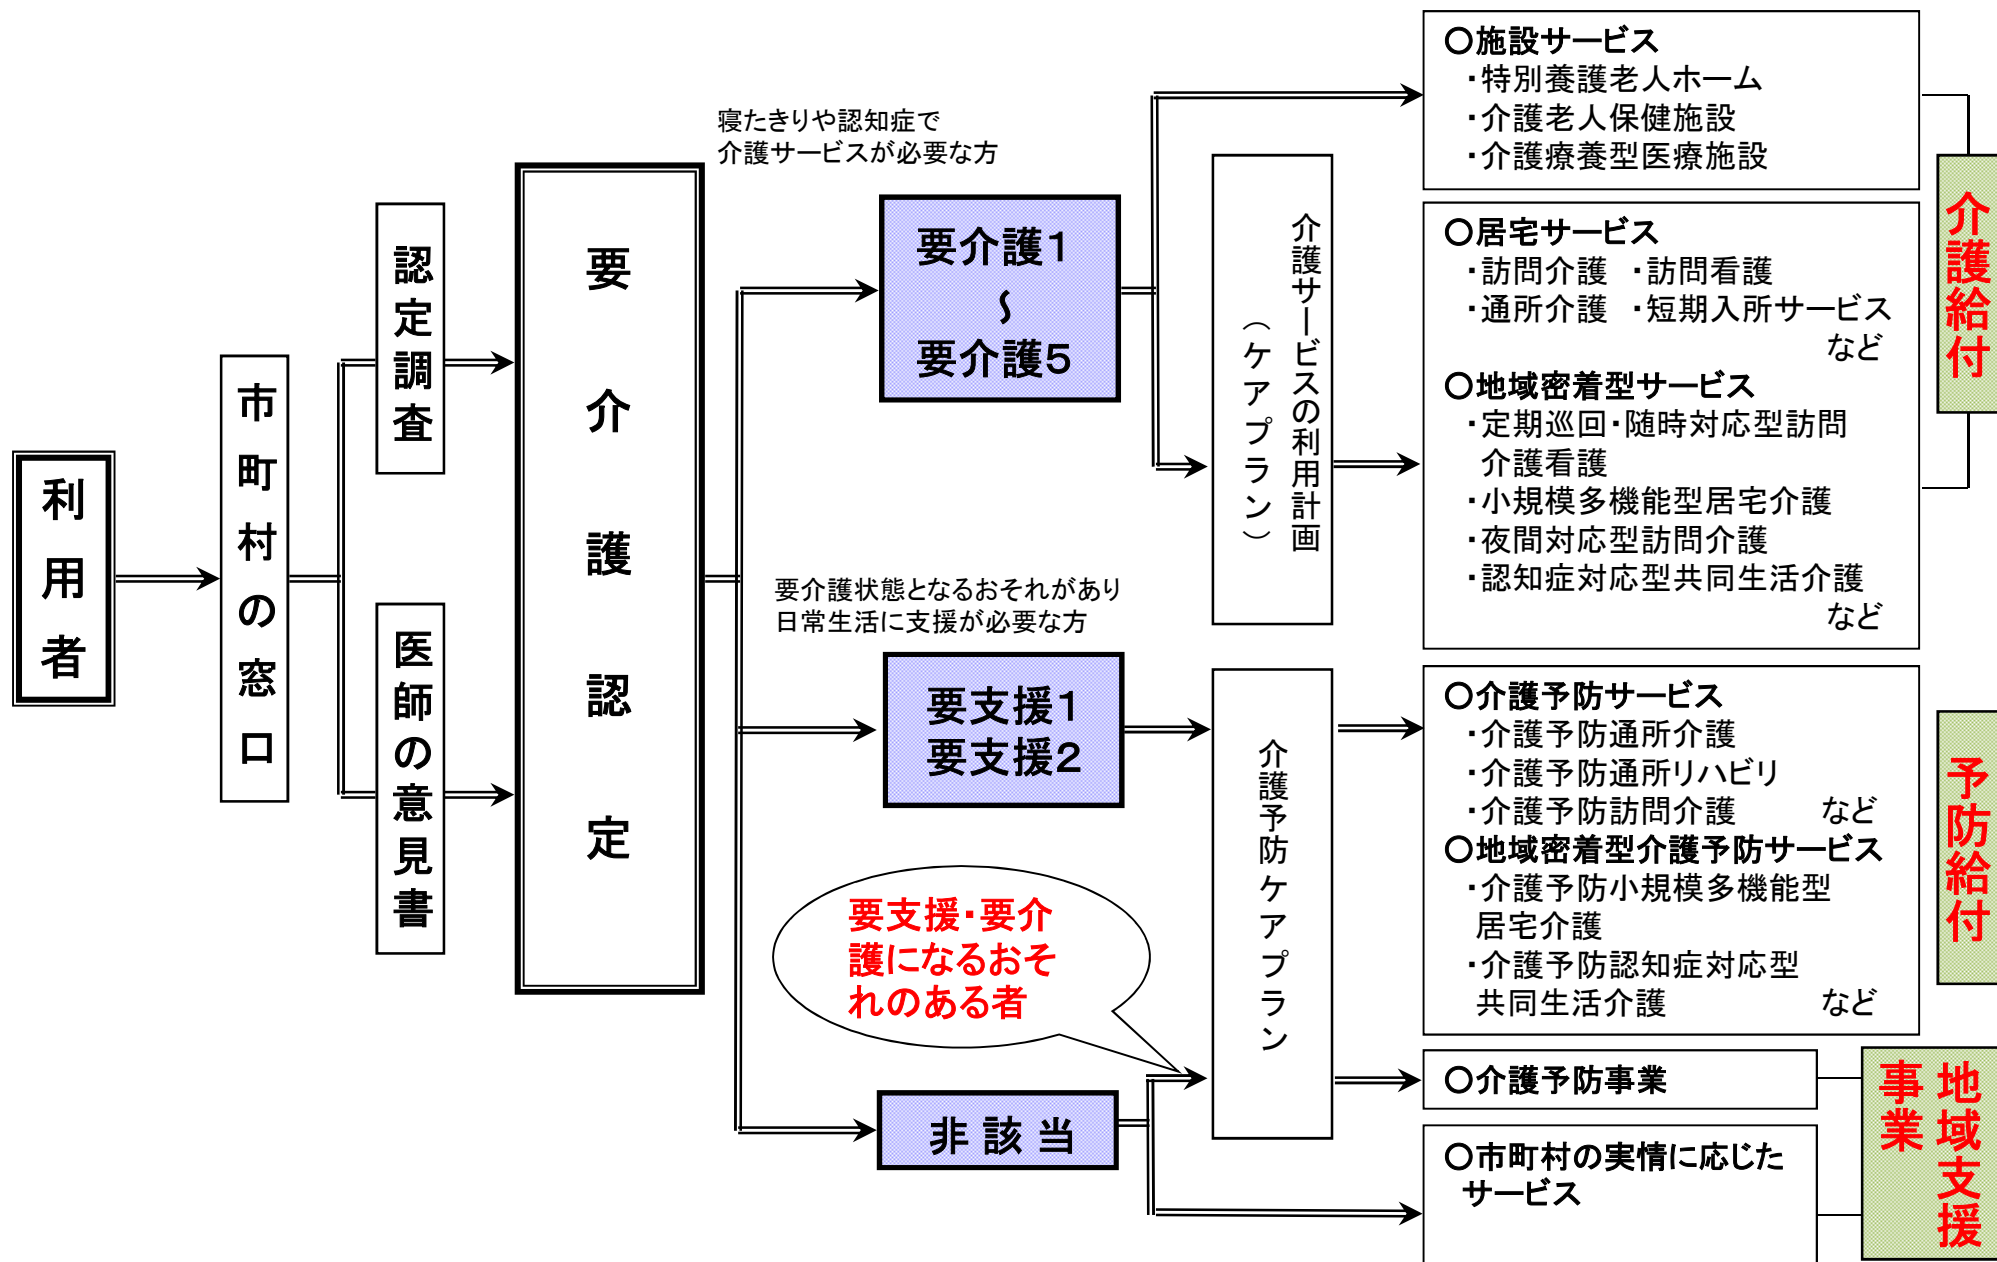 利用者
市町村の窓口
認定調査
医師の意見書
要介護認定
寝たきりや認知症で
介護サービスが必要な方
要介護1
～
要介護5
要介護状態となるおそれがあり
日常生活に支援が必要な方
要支援1
要支援2
要支援・要介
護になるおそ
れのある者
非該当
介護サービスの利用計画
（ケアプラン）
介護予防ケアプラン
○施設サービス
・特別養護老人ホーム
・介護老人保健施設
・介護療養型医療施設
○居宅サービス
・訪問介護 ・訪問看護
・通所介護 ・短期入所サービス
など
○地域密着型サービス
・定期巡回・随時対応型訪問
介護看護
・小規模多機能型居宅介護
・夜間対応型訪問介護
・認知症対応型共同生活介護
など
○介護予防サービス
・介護予防通所介護
・介護予防通所リハビリ
・介護予防訪問介護 など
○地域密着型介護予防サービス
・介護予防小規模多機能型
居宅介護
・介護予防認知症対応型
共同生活介護 など
○介護予防事業
○市町村の実情に応じた
サービス
介護給付
予防給付
地域支援
事業